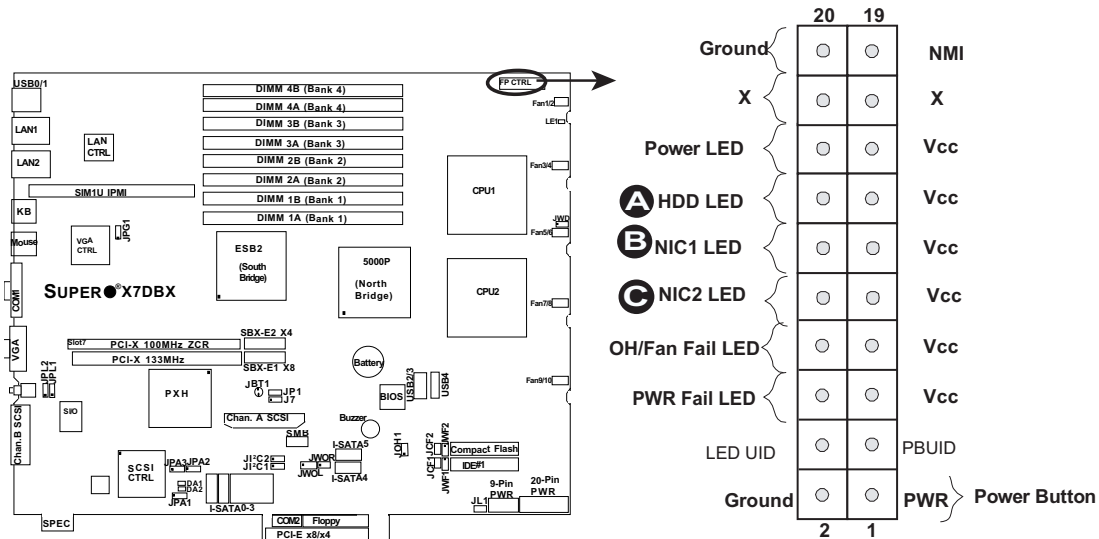 USB0/1
LAN1
LAN2
KB
Mouse
COM1
VGA
Chan.B SCSI
LAN
CTRL
SIM1U IPMI
VGA
CTRL
JPG1
SUPER ® X7DBX
DIMM 4B (Bank 4)
DIMM 4A (Bank 4)
DIMM 3B (Bank 3)
DIMM 3A (Bank 3)
DIMM 2B (Bank 2)
DIMM 2A (Bank 2)
DIMM 1B (Bank 1)
DIMM 1A (Bank 1)
FP CTRL
Fan1/2
LE1
Fan3/4
CPU1
JWD
Fan5/6
ESB2
(South
Bridge)
5000P
(North
Bridge)
CPU2
Fan7/8
Slot7
PCI-X 100MHz ZCR
SBX-E2 X4
PCI-X 133MHz
SBX-E1 X8
JPL2
JPL1
SIO
PXH
JBT1
JP1
J7
Battery
BIOS
USB2/3
USB4
Fan9/10
Chan. A SCSI
Buzzer
SMB
SCSI
CTRL
JPA3
JPA2
DA1
DA2
JPA1
JI²C2
JI²C1
JWOR
JWOL
I-SATA5
I-SATA4
I-SATA0-3
JOH1
JCF2
JWF2
JCF1
JWF1
Compact Flash
IDE#1
9-Pin
PWR
20-Pin
PWR
JL1
SPEC
COM2
Floppy
PCI-E x8/x4
20 19
Ground NMI
X X
Power LED Vcc
A HDD LED Vcc
B NIC1 LED Vcc
C NIC2 LED Vcc
OH/Fan Fail LED Vcc
PWR Fail LED Vcc
LED UID PBUID
Ground PWR Power Button
2 1